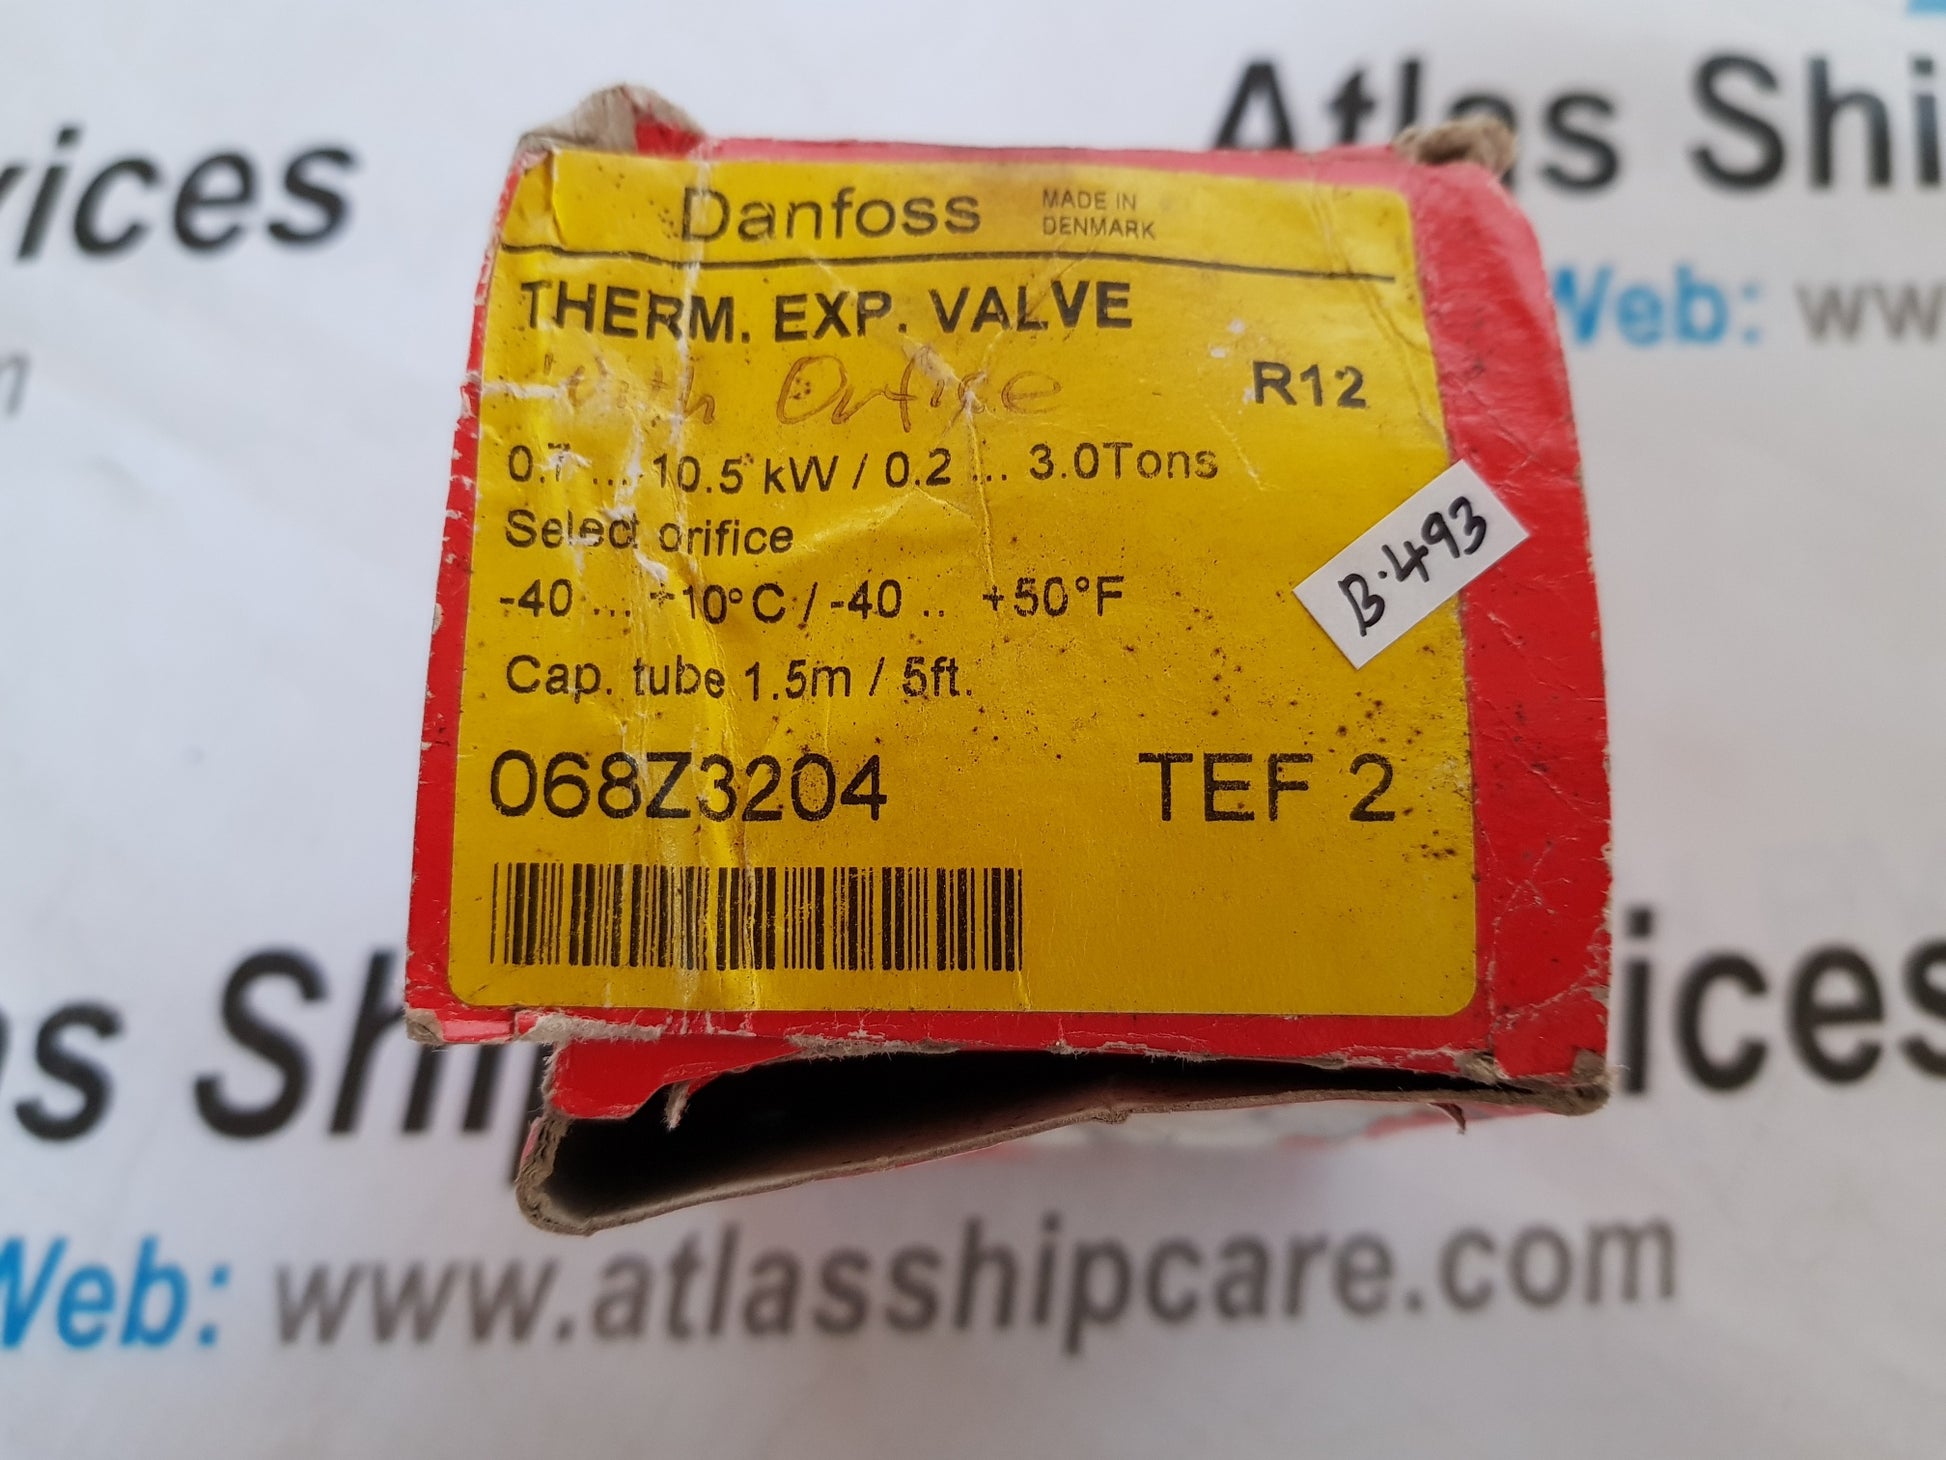 vices
Atlas Shi
Web: ww
Danfoss MADE IN
DENMARK
THERM. EXP. VALVE
With Orfice
R12
0.7 ... 10.5 kW / 0.2 ... 3.0Tons
Select orifice
-40 ... +10°C / -40 .. +50°F
B.493
Cap. tube 1.5m / 5ft.
068Z3204 TEF 2
as Ship
ices
Web: www.atlasshipcare.com